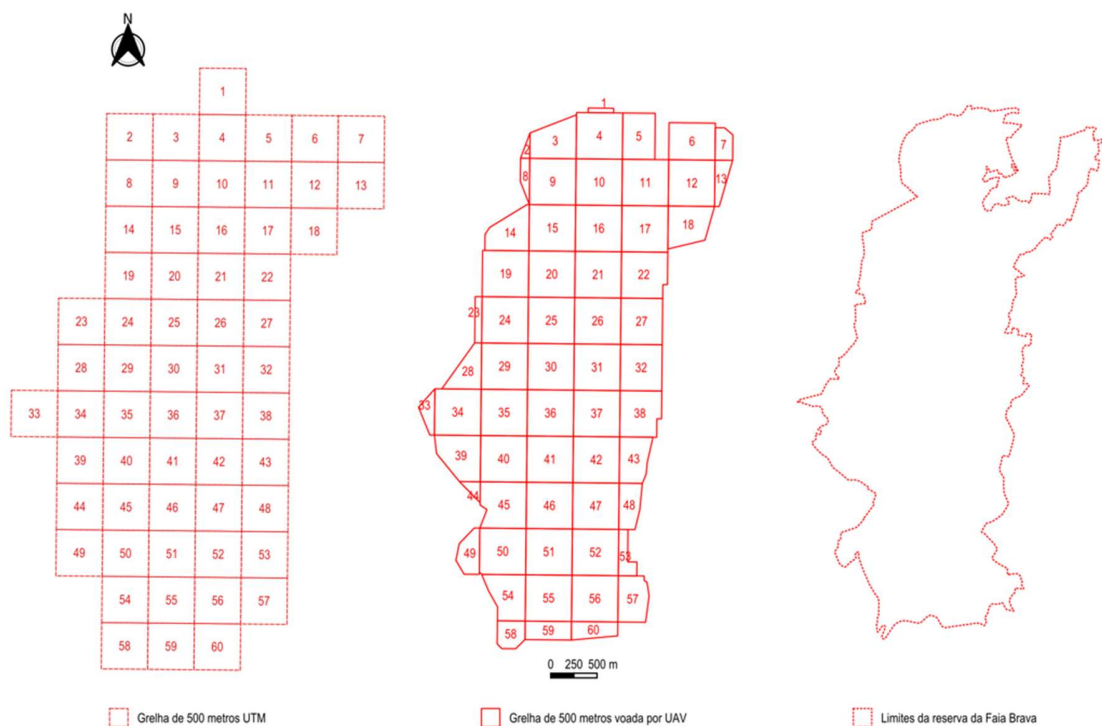 N
1
2 3 4 5 6 7
8 9 10 11 12 13
14 15 16 17 18
19 20 21 22
23 24 25 26 27
28 29 30 31 32
33 34 35 36 37 38
39 40 41 42 43
44 45 46 47 48
49 50 51 52 53
54 55 56 57
58 59 60
Grelha de 500 metros UTM
1
2 3 4 5 6 7
8 9 10 11 12 13
14 15 16 17 18
19 20 21 22
23 24 25 26 27
28 29 30 31 32
33 34 35 36 37 38
39 40 41 42 43
44 45 46 47 48
49 50 51 52 53
54 55 56 57
58 59 60
0 250 500 m
Grelha de 500 metros voada por UAV
Limites da reserva da Faia Brava